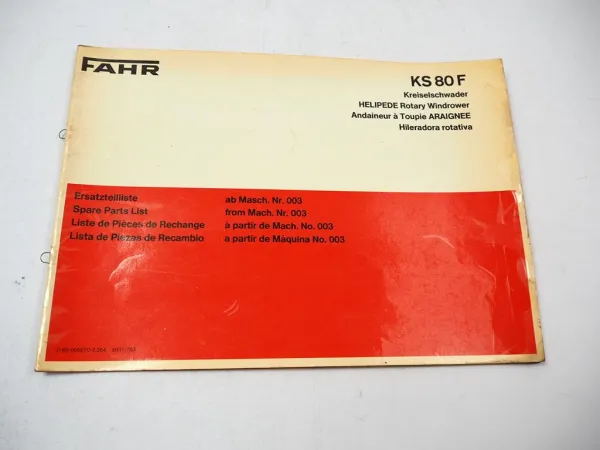 FAHR
KS 80 F
Kreiselschwader
HELIPEDE Rotary Windrower
Andaineur à Toupie ARAIGNEE
Hileradora rotativa
Ersatzteilliste ab Masch. Nr. 003
Spare Parts List from Mach. Nr. 003
Liste de Pièces de Rechange à partir de Mach. No. 003
Lista de Piezas de Recambio a partir de Màquina No. 003